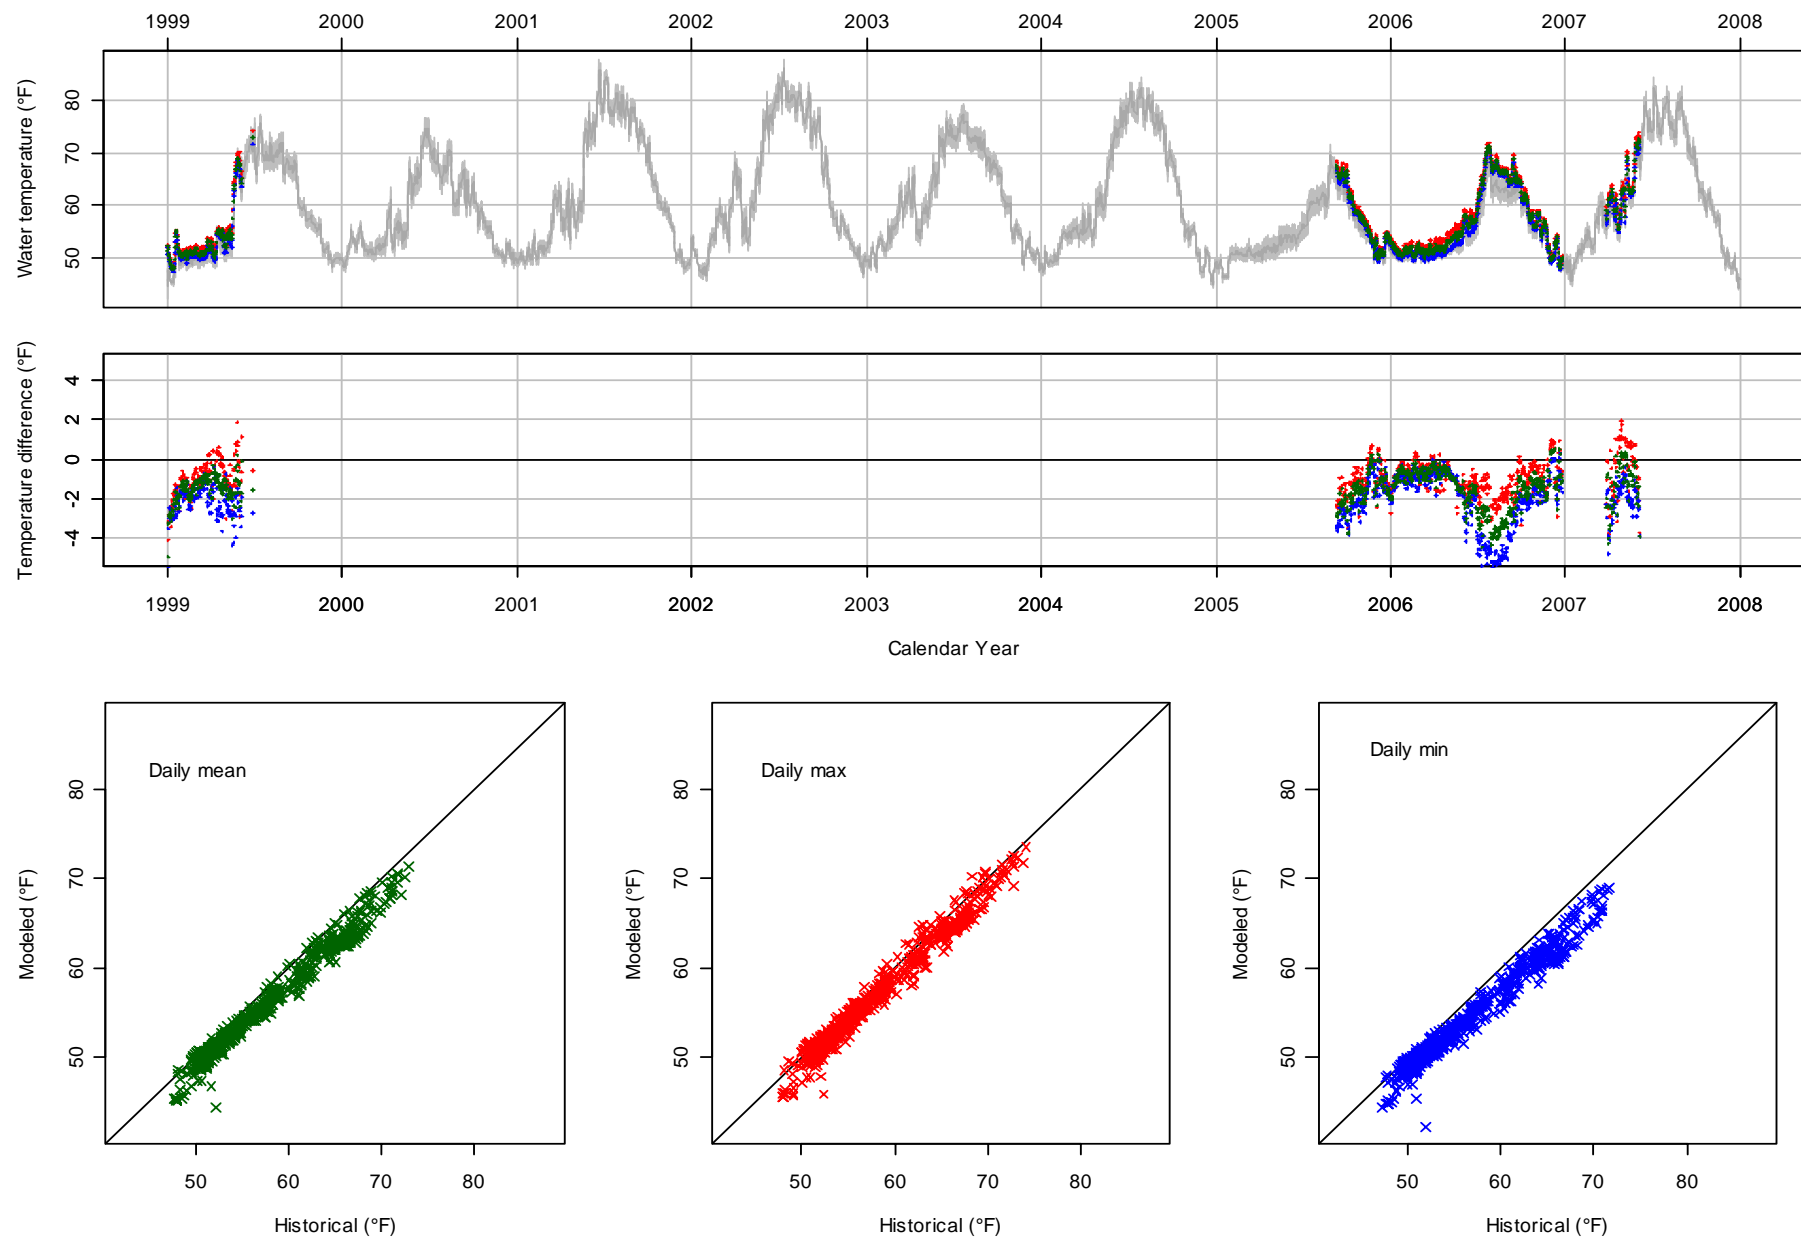 1999 2000 2001 2002 2003 2004 2005 2006 2007 2008
Water temperature (°F)
80
70
60
50
Temperature difference (°F)
4
2
0
-2
-4
1999 2000 2001 2002 2003 2004 2005 2006 2007 2008
Calendar Year
Daily mean
Modeled (°F)
80
70
60
50
50 60 70 80
Historical (°F)
Daily max
Modeled (°F)
80
70
60
50
50 60 70 80
Historical (°F)
Daily min
Modeled (°F)
80
70
60
50
50 60 70 80
Historical (°F)